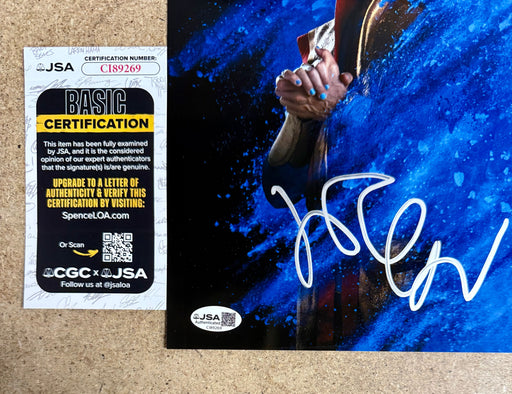 JSA
CERTIFICATION NUMBER:
CI89269
BASIC
CERTIFICATION
This item has been fully examined
by JSA, and it is the considered
opinion of our expert authenticators
that the signature(s) is/are genuine.
UPGRADE TO A LETTER OF
AUTHENTICITY & VERIFY THIS
CERTIFICATION BY VISITING:
SpenceLOA.com
Or Scan
CGC x JSA
Follow us at @jsaloa
JSA
Authenticated
CI89269